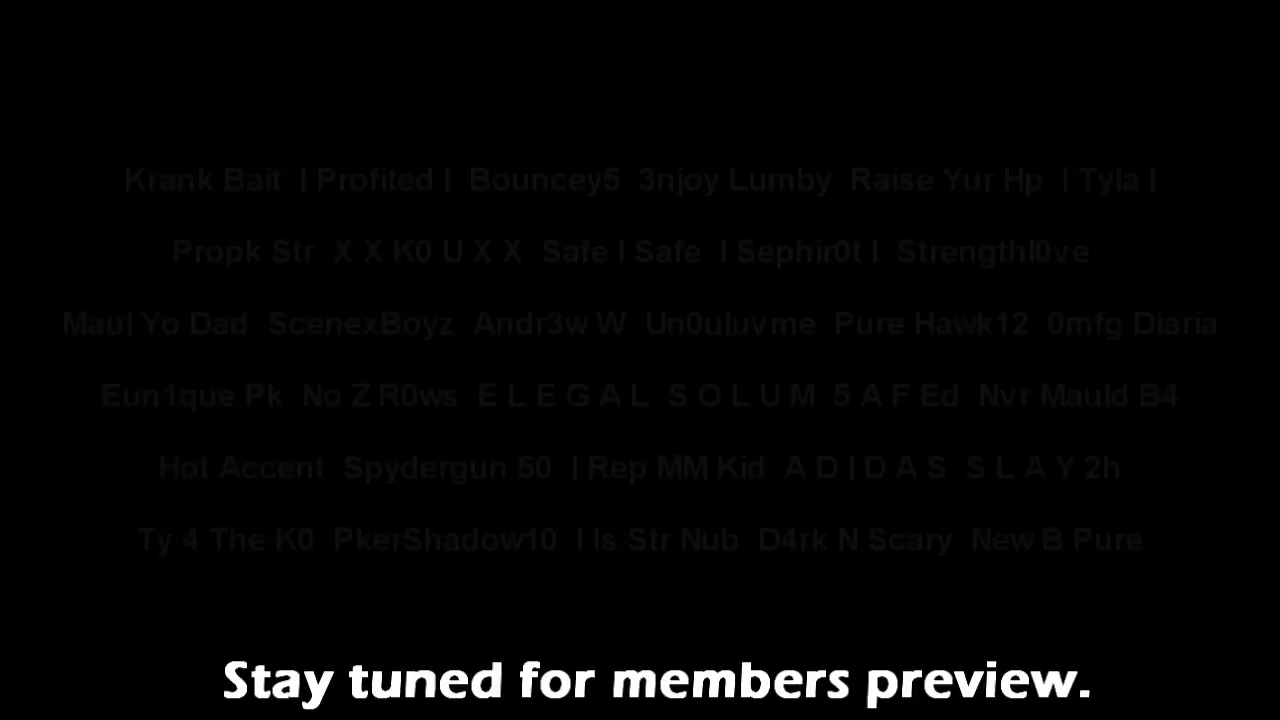 Krank Bait  I Profited I  Bouncey5  3njoy Lumby  Raise Yur Hp  I Tyla I
Propk Str  X X K0 U X X  Safe I Safe  I Sephir0t I  Strengthl0ve
Maul Yo Dad  ScenexBoyz  Andr3w W  Un0uluvme  Pure Hawk12  0mfg Diaria
Eun1que Pk  No Z R0ws  E L E G A L  S O L U M  5 A F Ed  Nvr Mauld B4
Hot Accent  Spydergun 50  I Rep MM Kid  A D I D A S  S L A Y 2h
Ty 4 The K0  PkerShadow10  I Is Str Nub  D4rk N Scary  New B Pure
Stay tuned for members preview.